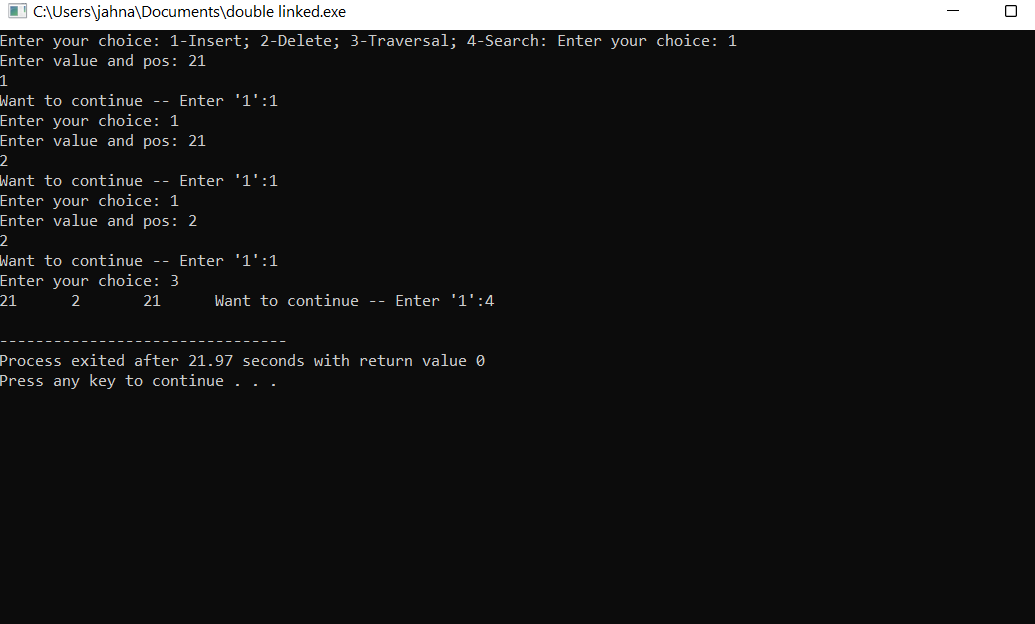 C:\Users\jahna\Documents\double linked.exe
Enter your choice: 1-Insert; 2-Delete; 3-Traversal; 4-Search: Enter your choice: 1
Enter value and pos: 21
1
Want to continue -- Enter '1':1
Enter your choice: 1
Enter value and pos: 21
2
Want to continue -- Enter '1':1
Enter your choice: 1
Enter value and pos: 2
2
Want to continue -- Enter '1':1
Enter your choice: 3
21      2       21      Want to continue -- Enter '1':4
--------------------------------
Process exited after 21.97 seconds with return value 0
Press any key to continue . . .